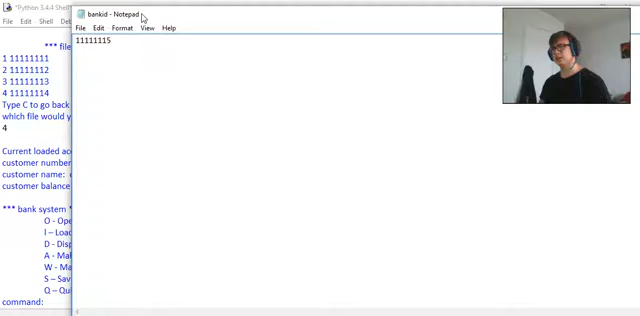 *Python 3.4.4 Shell*
File Edit Shell
*** file
1 11111111
2 11111112
3 11111113
4 11111114
Type C to go back
which file would y
4
Current loaded ac
customer number
customer name:
customer balance
*** bank system *
O - Ope
I – Loa
D - Disp
A - Mak
W - Ma
S – Sav
Q – Qui
command:
bankid - Notepad
File Edit Format View Help
11111115